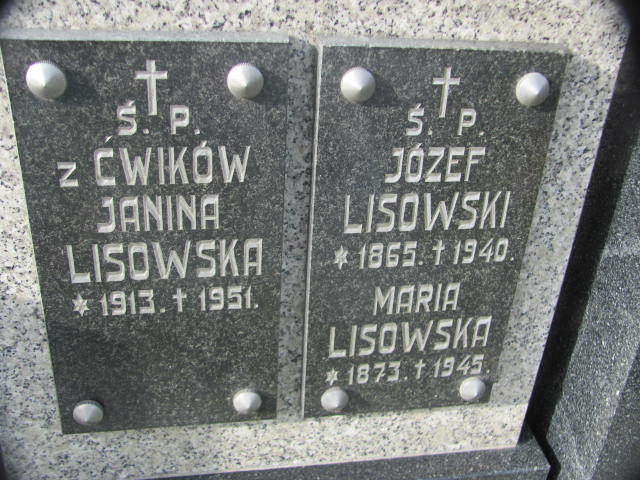 Ś. P.
z ĆWIKÓW
JANINA
LISOWSKA
* 1913. † 1951.
Ś. P.
JÓZEF
LISOWSKI
* 1865. † 1940.
MARIA
LISOWSKA
* 1873. † 1945.